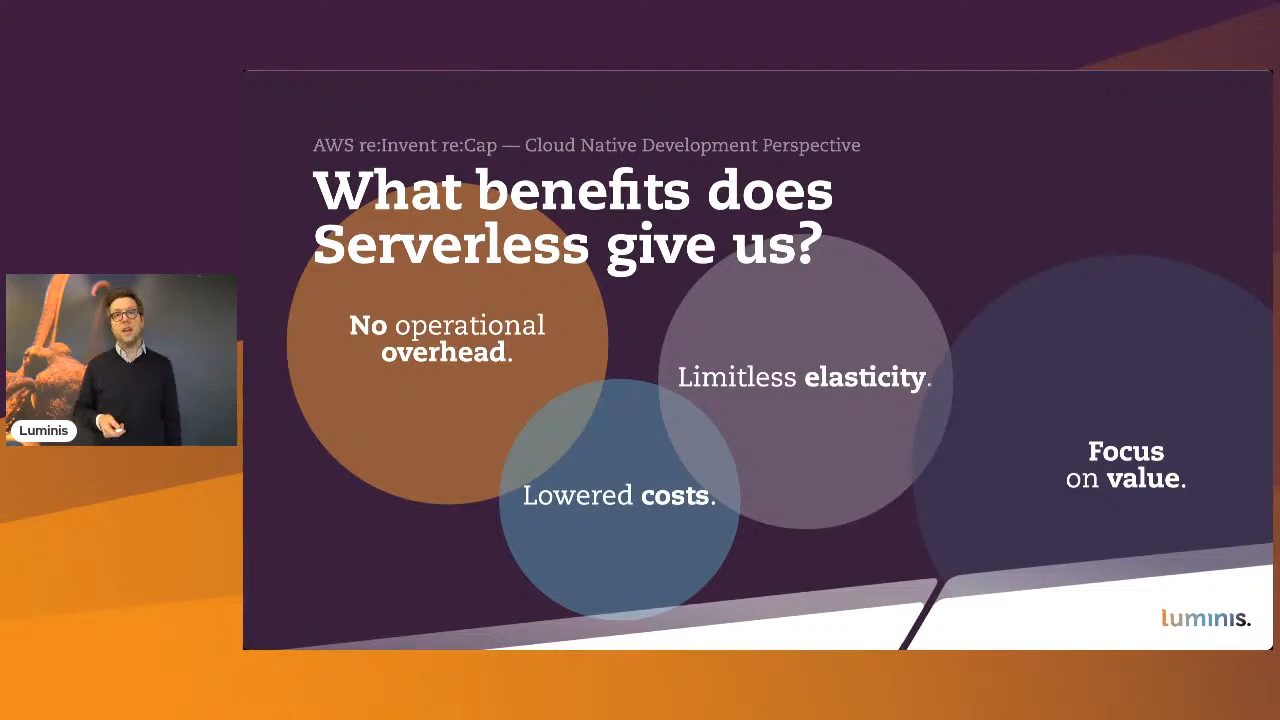 AWS re:Invent re:Cap — Cloud Native Development Perspective
What benefits does
Serverless give us?
No operational
overhead.
Limitless elasticity.
Lowered costs.
Focus
on value.
Luminis
luminis.